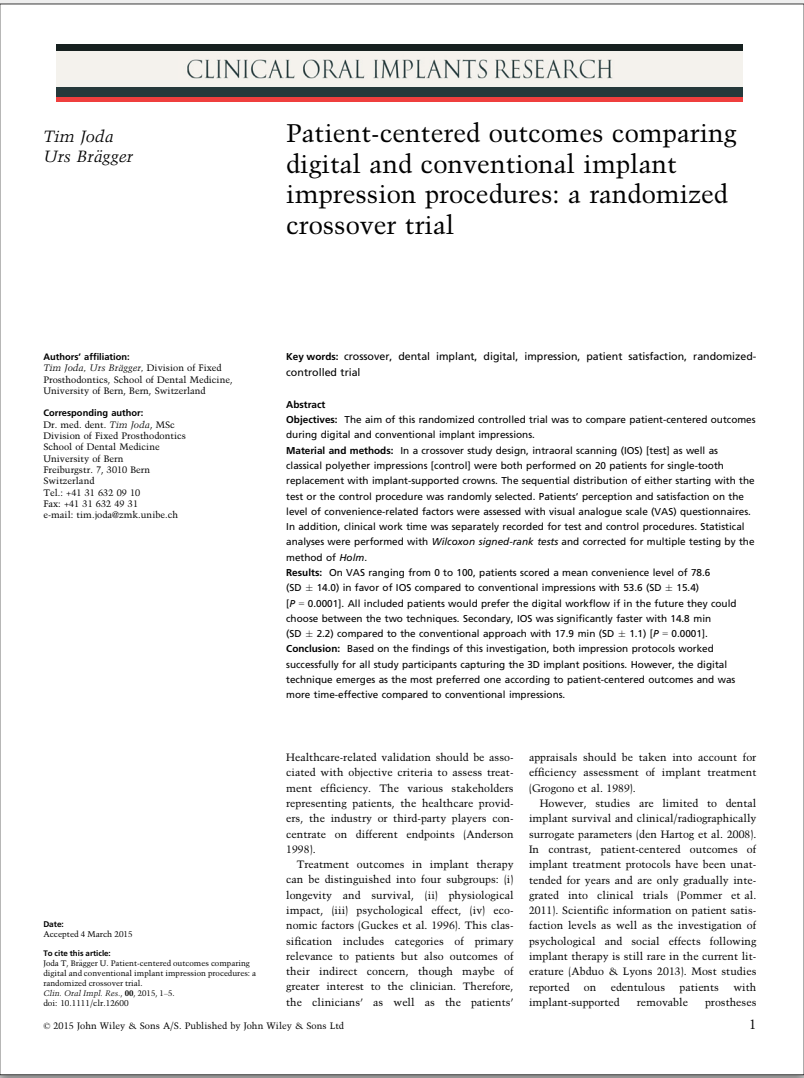 CLINICAL ORAL IMPLANTS RESEARCH
Tim Joda
Urs Brägger
Patient-centered outcomes comparing
digital and conventional implant
impression procedures: a randomized
crossover trial
Authors' affiliation:
Tim Joda, Urs Brägger, Division of Fixed
Prosthodontics, School of Dental Medicine,
University of Bern, Bern, Switzerland
Corresponding author:
Dr. med. dent. Tim Joda, MSc
Division of Fixed Prosthodontics
School of Dental Medicine
University of Bern
Freiburgstr. 7, 3010 Bern
Switzerland
Tel.: +41 31 632 09 10
Fax: +41 31 632 49 31
e-mail: tim.joda@zmk.unibe.ch
Key words: crossover, dental implant, digital, impression, patient satisfaction, randomized-
controlled trial
Abstract
Objectives: The aim of this randomized controlled trial was to compare patient-centered outcomes
during digital and conventional implant impressions.
Material and methods: In a crossover study design, intraoral scanning (IOS) [test] as well as
classical polyether impressions [control] were both performed on 20 patients for single-tooth
replacement with implant-supported crowns. The sequential distribution of either starting with the
test or the control procedure was randomly selected. Patients' perception and satisfaction on the
level of convenience-related factors were assessed with visual analogue scale (VAS) questionnaires.
In addition, clinical work time was separately recorded for test and control procedures. Statistical
analyses were performed with Wilcoxon signed-rank tests and corrected for multiple testing by the
method of Holm.
Results: On VAS ranging from 0 to 100, patients scored a mean convenience level of 78.6
(SD ± 14.0) in favor of IOS compared to conventional impressions with 53.6 (SD ± 15.4)
[P = 0.0001]. All included patients would prefer the digital workflow if in the future they could
choose between the two techniques. Secondary, IOS was significantly faster with 14.8 min
(SD ± 2.2) compared to the conventional approach with 17.9 min (SD ± 1.1) [P = 0.0001].
Conclusion: Based on the findings of this investigation, both impression protocols worked
successfully for all study participants capturing the 3D implant positions. However, the digital
technique emerges as the most preferred one according to patient-centered outcomes and was
more time-effective compared to conventional impressions.
Healthcare-related validation should be asso-
ciated with objective criteria to assess treat-
ment efficiency. The various stakeholders
representing patients, the healthcare provid-
ers, the industry or third-party players con-
centrate on different endpoints (Anderson
1998).
Treatment outcomes in implant therapy
can be distinguished into four subgroups: (i)
longevity and survival, (ii) physiological
impact, (iii) psychological effect, (iv) eco-
nomic factors (Guckes et al. 1996). This clas-
sification includes categories of primary
relevance to patients but also outcomes of
their indirect concern, though maybe of
greater interest to the clinician. Therefore,
the clinicians' as well as the patients'
appraisals should be taken into account for
efficiency assessment of implant treatment
(Grogono et al. 1989).
However, studies are limited to dental
implant survival and clinical/radiographically
surrogate parameters (den Hartog et al. 2008).
In contrast, patient-centered outcomes of
implant treatment protocols have been unat-
tended for years and are only gradually inte-
grated into clinical trials (Pommer et al.
2011). Scientific information on patient satis-
faction levels as well as the investigation of
psychological and social effects following
implant therapy is still rare in the current lit-
erature (Abduo & Lyons 2013). Most studies
reported on edentulous patients with
implant-supported removable prostheses
Date:
Accepted 4 March 2015
To cite this article:
Joda T, Brägger U. Patient-centered outcomes comparing
digital and conventional implant impression procedures: a
randomized crossover trial.
Clin. Oral Impl. Res., 00, 2015, 1–5.
doi: 10.1111/clr.12600
© 2015 John Wiley & Sons A/S. Published by John Wiley & Sons Ltd
1